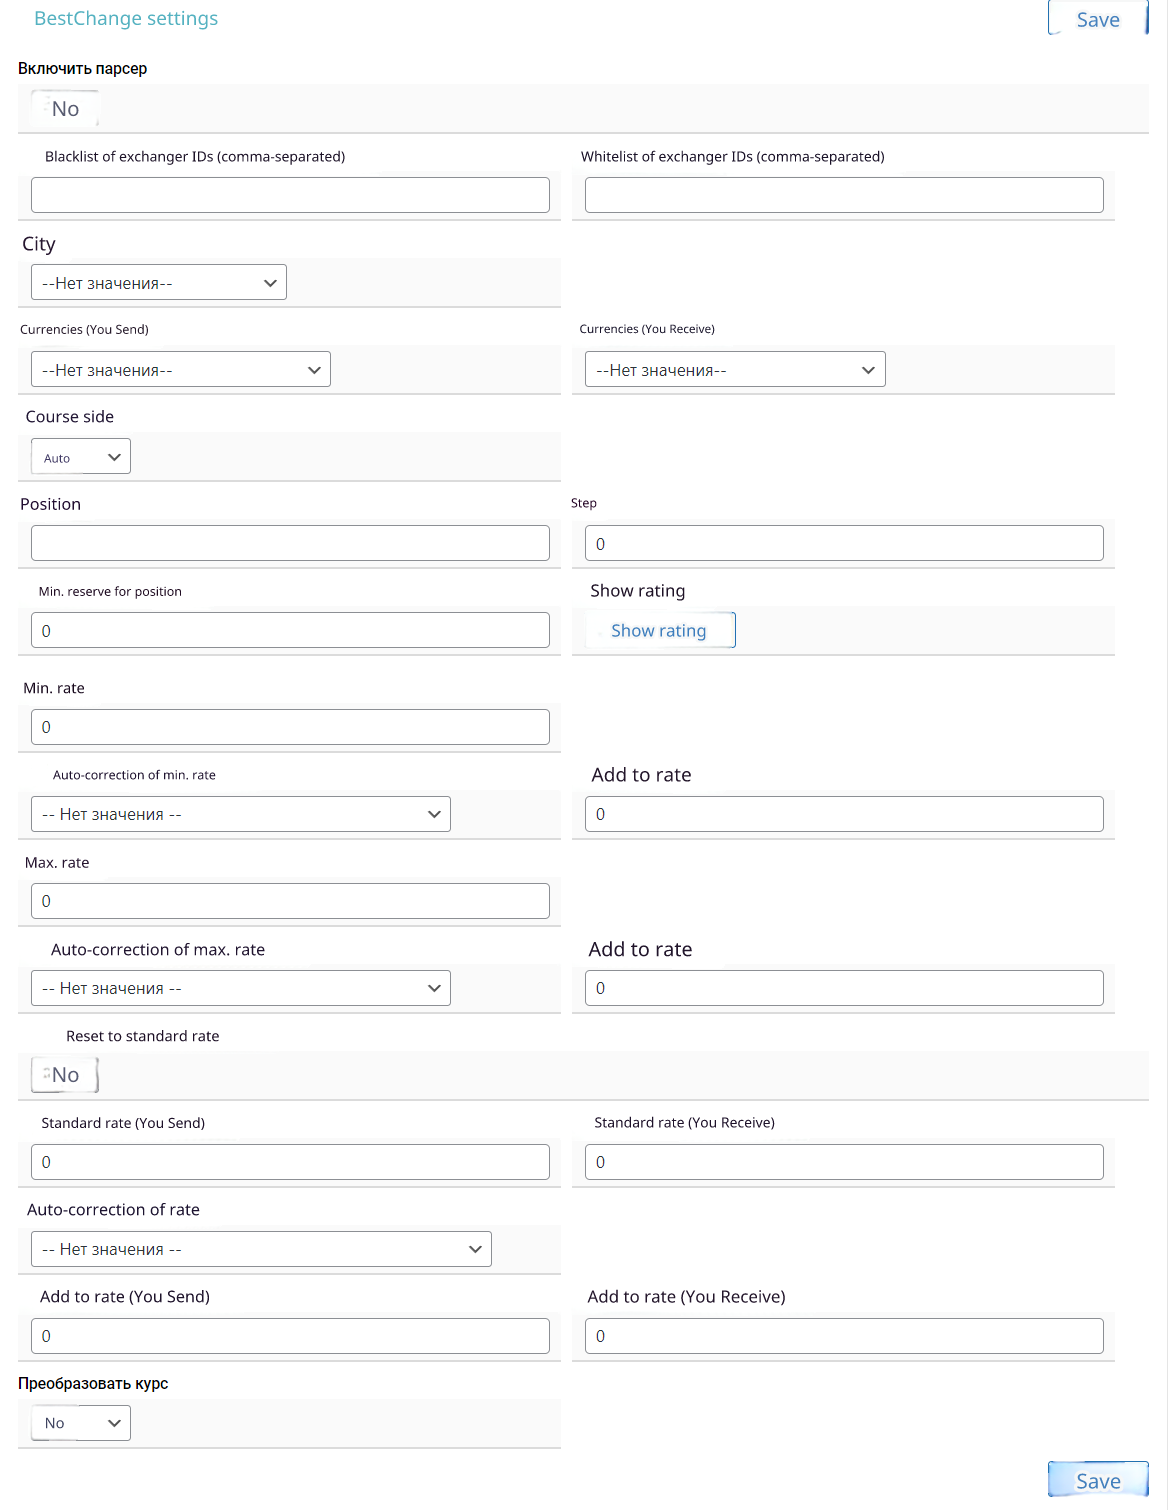 BestChange settings
Save
Включить парсер
No
Blacklist of exchanger IDs (comma-separated)
Whitelist of exchanger IDs (comma-separated)
City
--Нет значения--
Currencies (You Send)
Currencies (You Receive)
--Нет значения--
--Нет значения--
Course side
Auto
Position
Step
0
Min. reserve for position
Show rating
0
Show rating
Min. rate
0
Auto-correction of min. rate
Add to rate
-- Нет значения --
0
Max. rate
0
Auto-correction of max. rate
Add to rate
-- Нет значения --
0
Reset to standard rate
No
Standard rate (You Send)
Standard rate (You Receive)
0
0
Auto-correction of rate
-- Нет значения --
Add to rate (You Send)
Add to rate (You Receive)
0
0
Преобразовать курс
No
Save